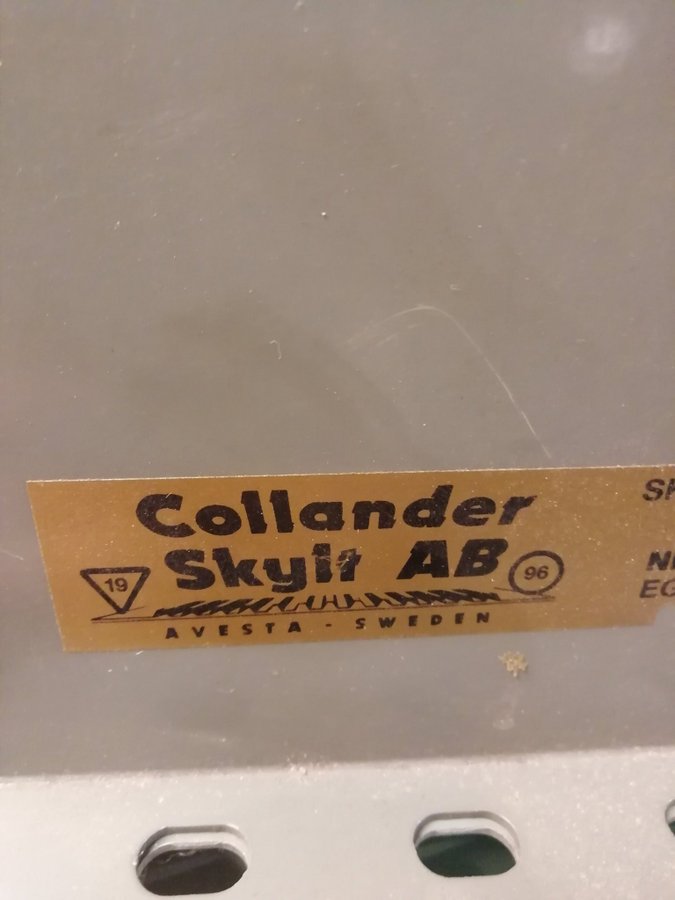 Collander
Skylt AB
19
96
AVESTA - SWEDEN